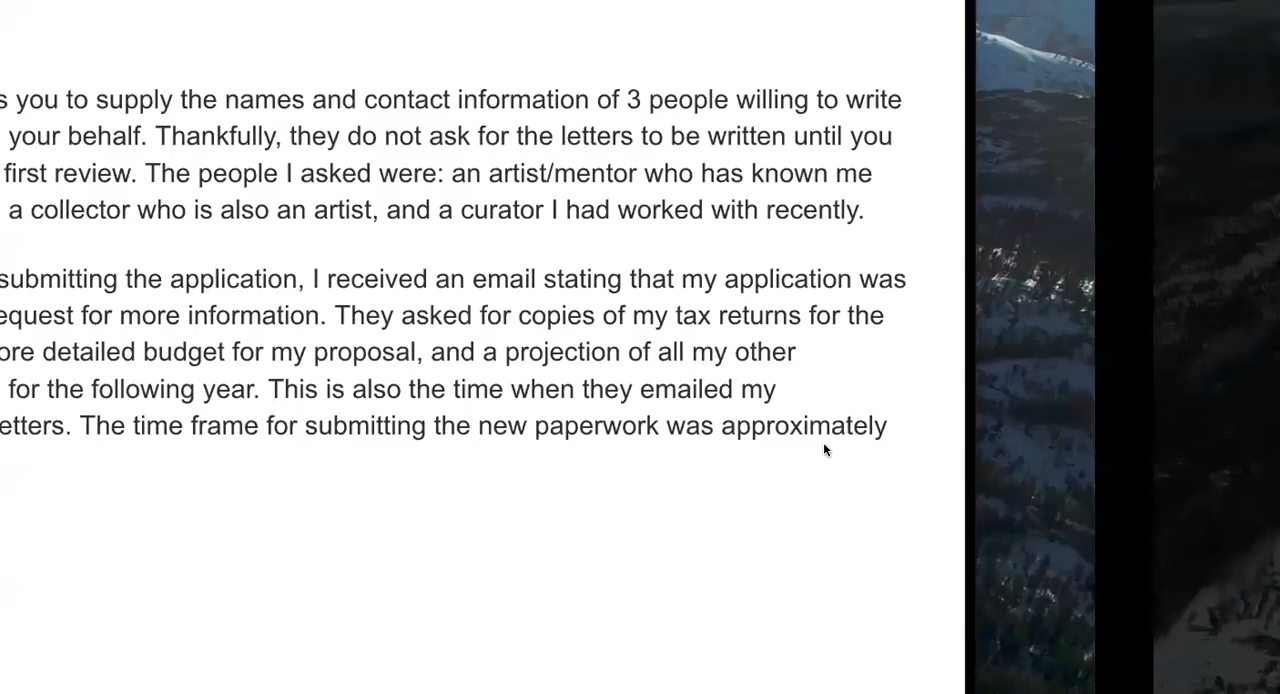 s you to supply the names and contact information of 3 people willing to write
your behalf. Thankfully, they do not ask for the letters to be written until you
first review. The people I asked were: an artist/mentor who has known me
a collector who is also an artist, and a curator I had worked with recently.
submitting the application, I received an email stating that my application was
equest for more information. They asked for copies of my tax returns for the
ore detailed budget for my proposal, and a projection of all my other
for the following year. This is also the time when they emailed my
etters. The time frame for submitting the new paperwork was approximately